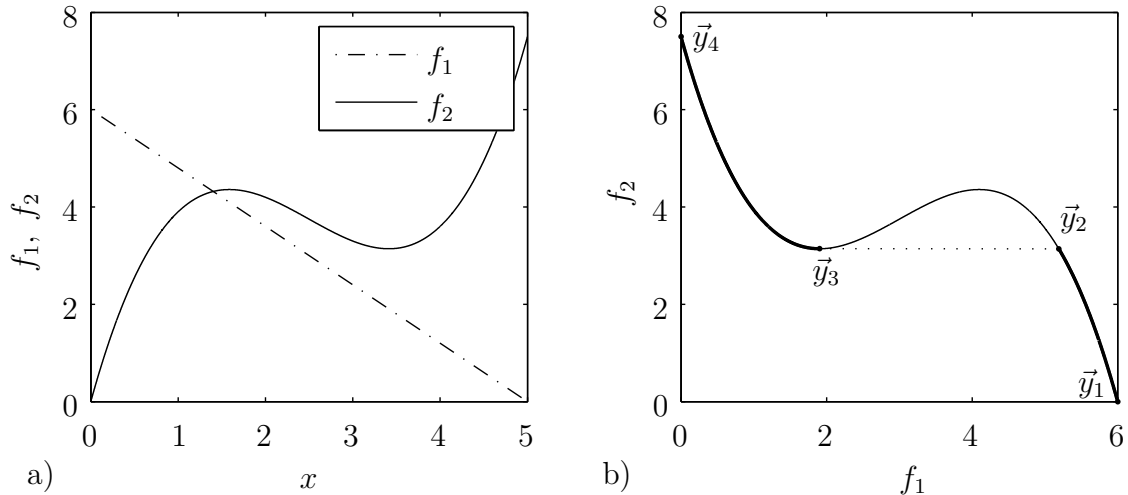 8
6
4
2
0
f₁, f₂
f₁
f₂
0 1 2 3 4 5
a) x
8
6
4
2
0
f₂
y⃗₄
y⃗₃
y⃗₂
y⃗₁
0 2 4 6
b) f₁